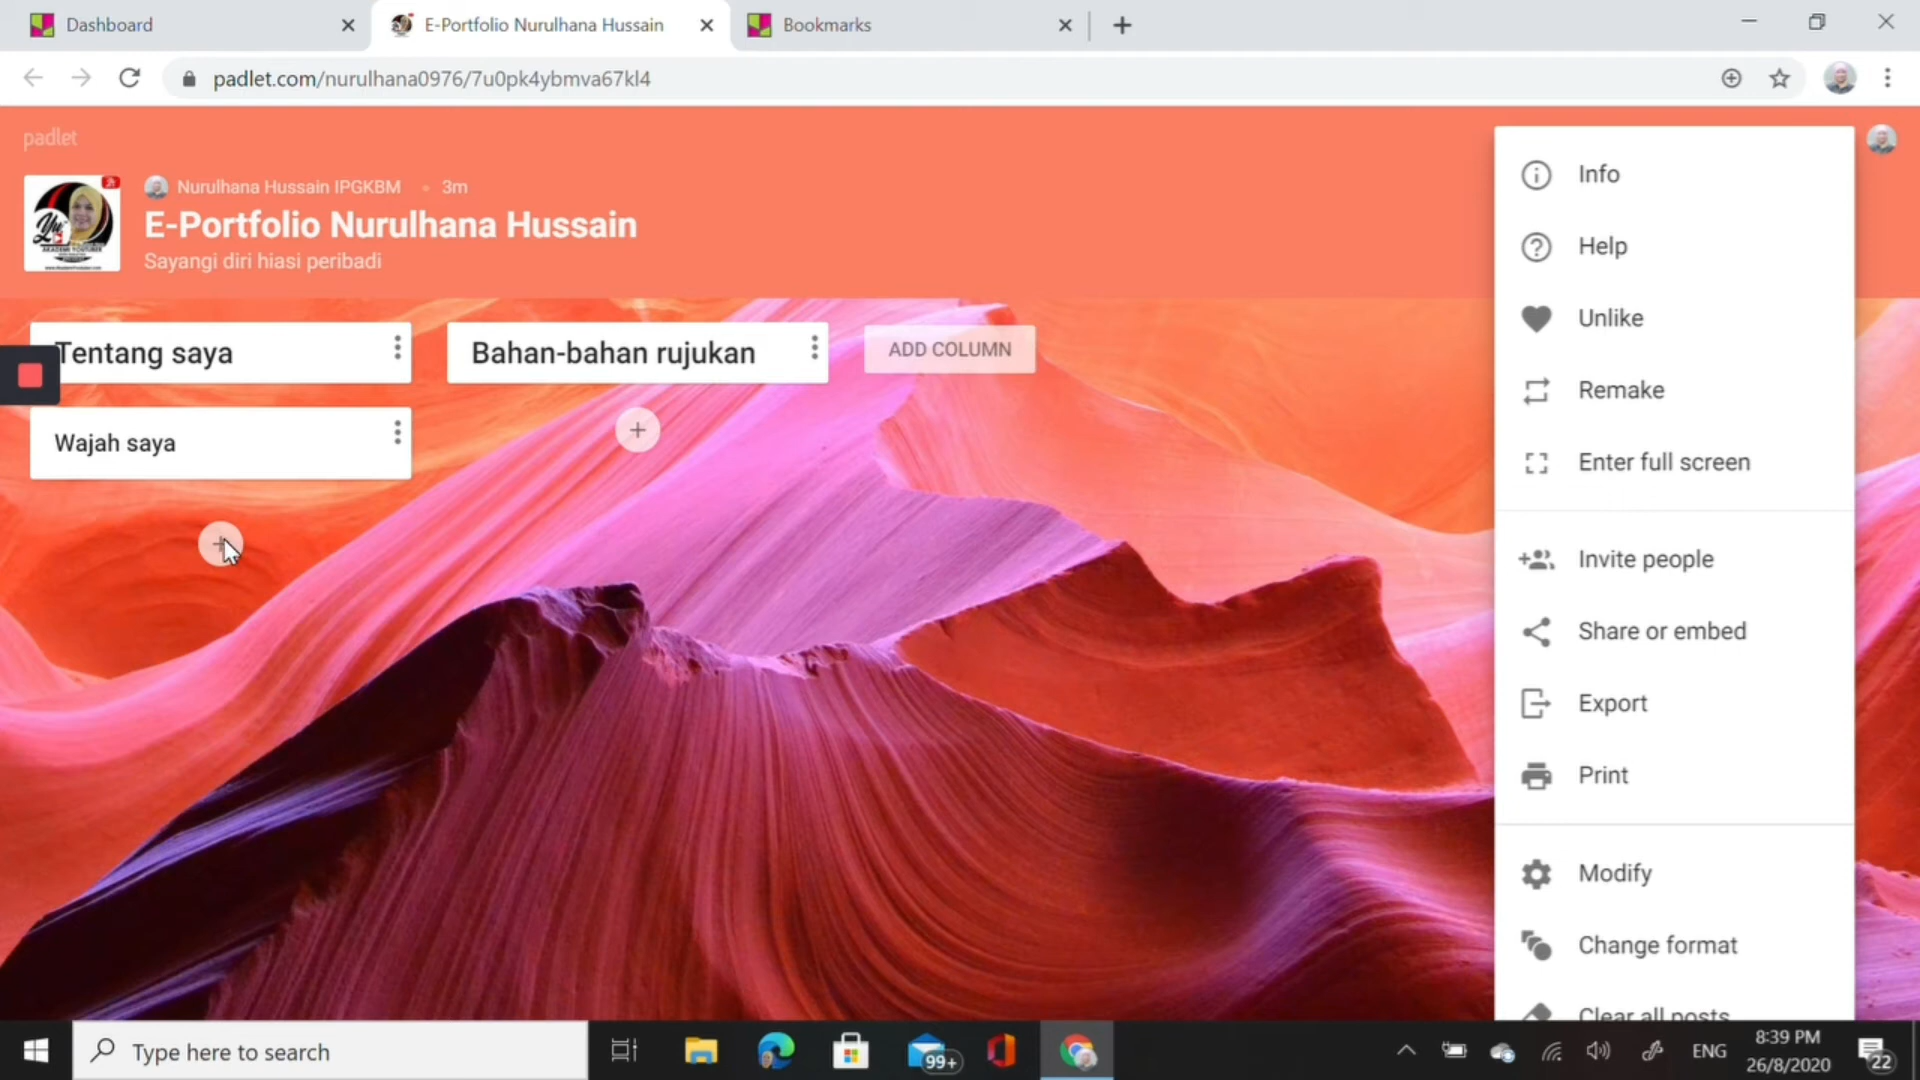 Dashboard
E-Portfolio Nurulhana Hussain
Bookmarks
padlet.com/nurulhana0976/7u0pk4ybmva67kl4
padlet
Nurulhana Hussain IPGKBM • 3m
E-Portfolio Nurulhana Hussain
Sayangi diri hiasi peribadi
Tentang saya
Bahan-bahan rujukan
ADD COLUMN
Wajah saya
Info
Help
Unlike
Remake
Enter full screen
Invite people
Share or embed
Export
Print
Modify
Change format
Clear all posts
Type here to search
99+
ENG
8:39 PM
26/8/2020
22